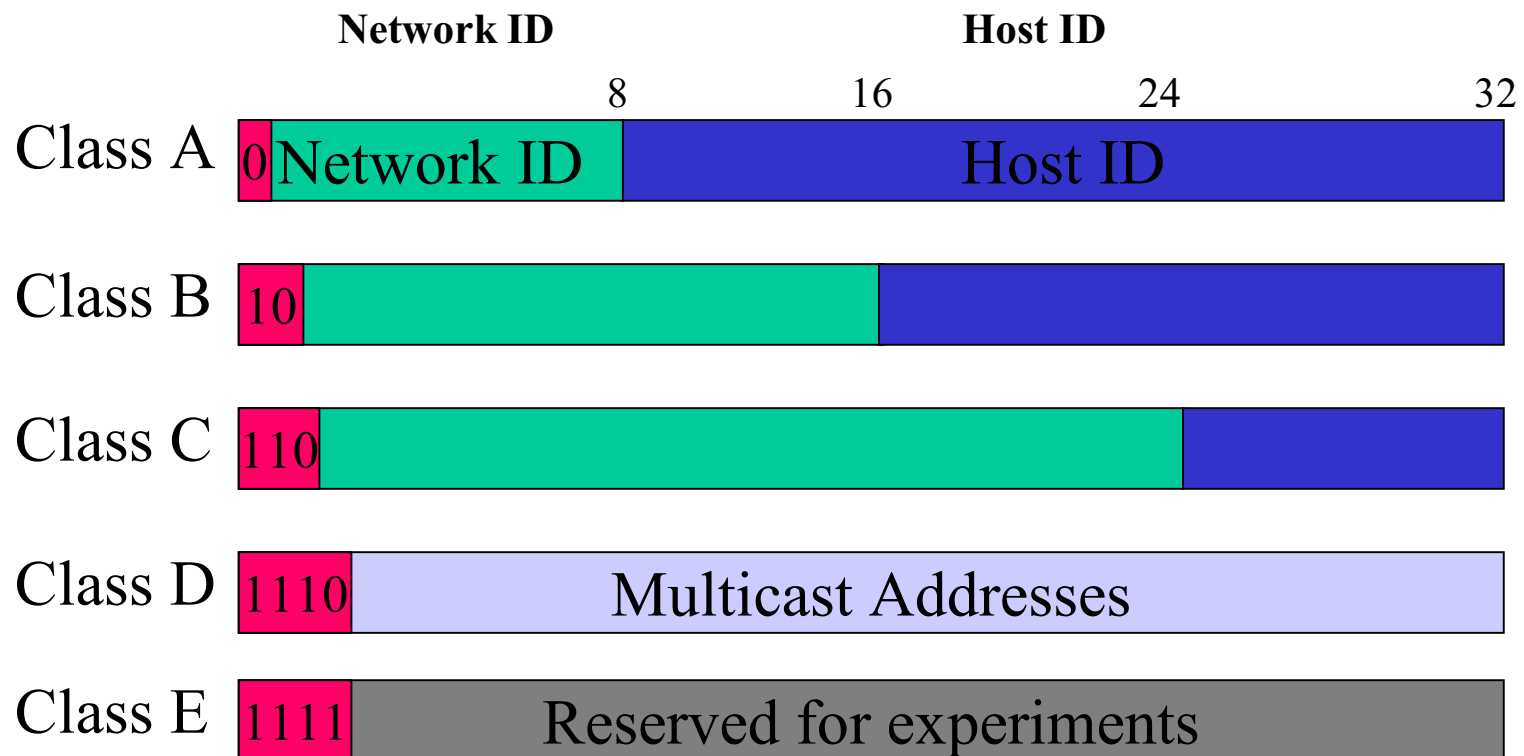 Network ID Host ID
8 16 24 32
Class A 0 Network ID Host ID
Class B 10
Class C 110
Class D 1110 Multicast Addresses
Class E 1111 Reserved for experiments